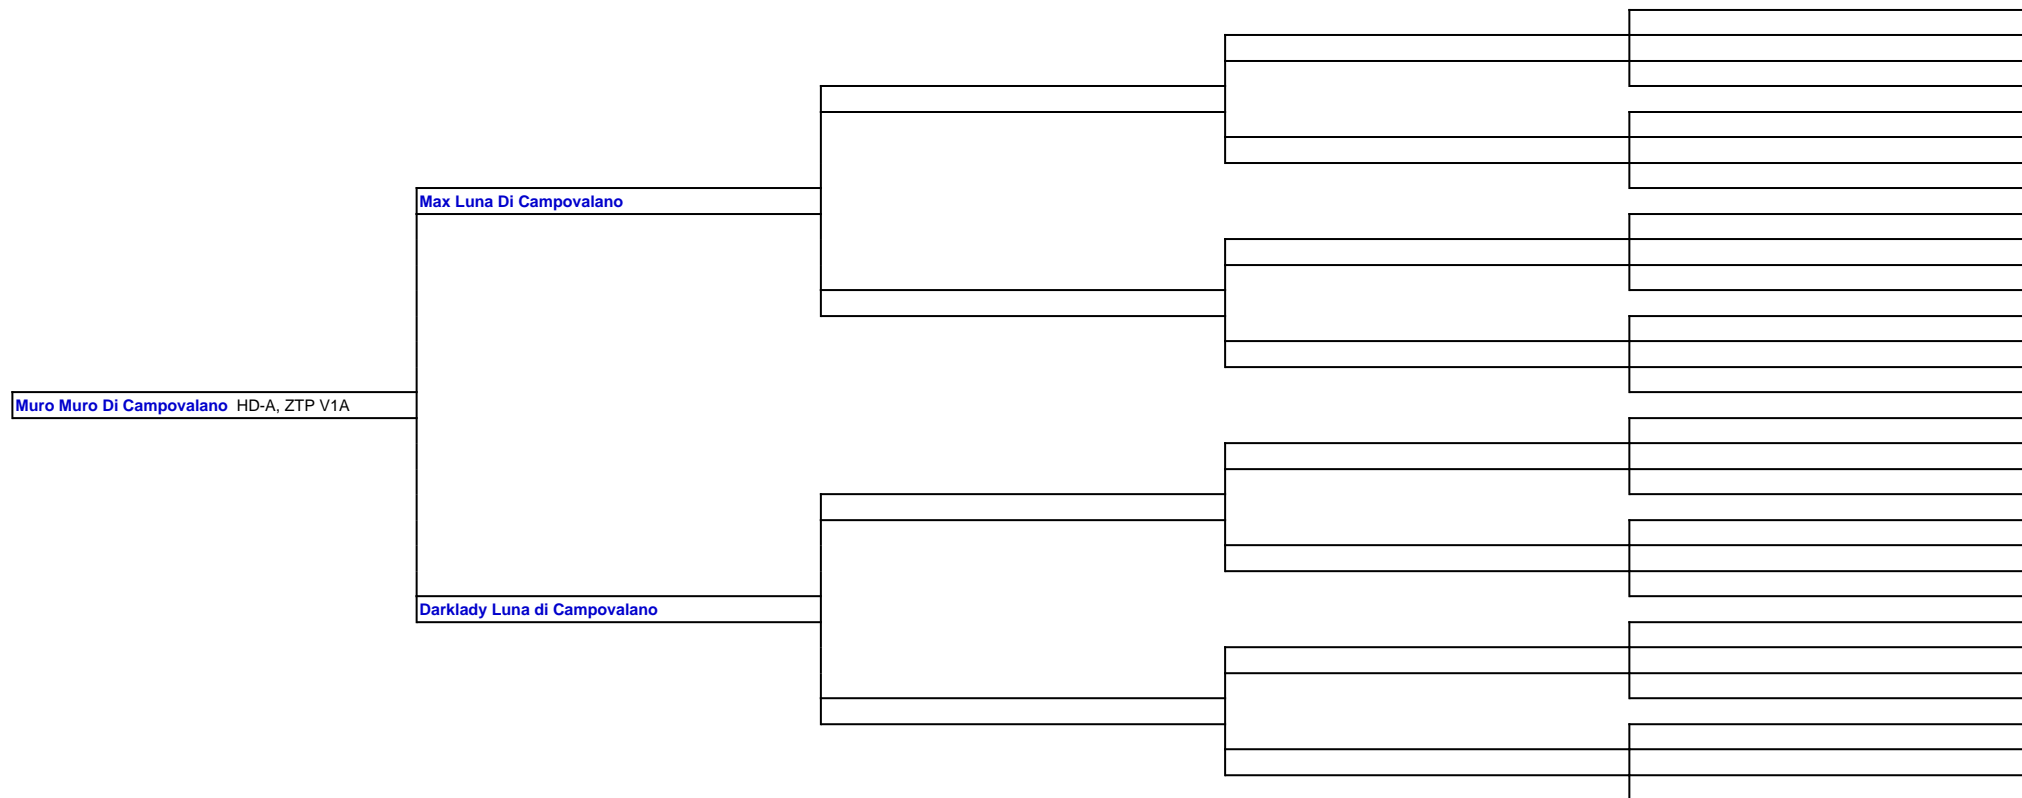 Max Luna Di Campovalano
Muro Muro Di Campovalano HD-A, ZTP V1A
Darklady Luna di Campovalano